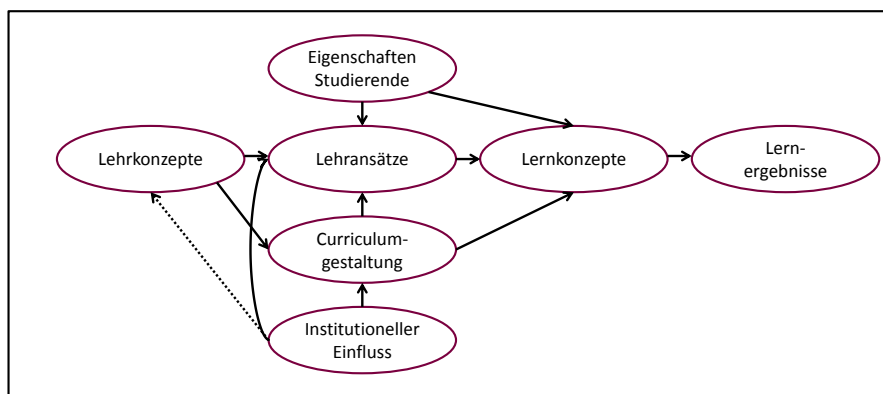 Eigenschaften
Studierende
Lehrkonzepte
Lehransätze
Lernkonzepte
Lern-
ergebnisse
Curriculum-
gestaltung
Institutioneller
Einfluss